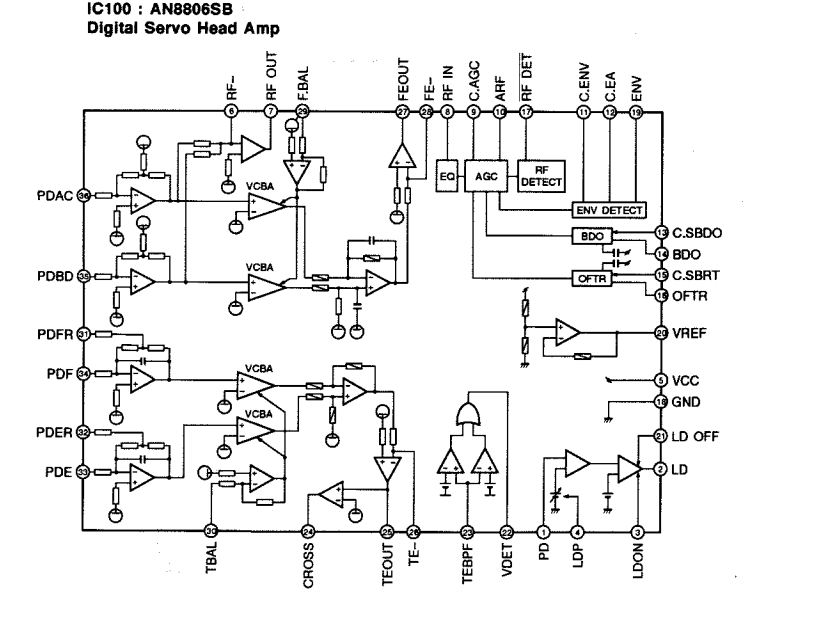 IC100 : AN8806SB
Digital Servo Head Amp
RF-
RF OUT
F.BAL
FEOUT
FE-
RF IN
C.AGC
ARF
RF DET
C.ENV
C.EA
ENV
6
7
29
27
28
8
9
10
17
11
12
19
PDAC
36
VCBA
EQ
AGC
RF
DETECT
ENV DETECT
BDO
13
C.SBDO
14
BDO
PDBD
35
VCBA
OFTR
15
C.SBRT
16
OFTR
PDFR
31
20
VREF
PDF
34
VCBA
5
VCC
18
GND
VCBA
PDER
32
21
LD OFF
PDE
33
2
LD
30
24
25
26
23
22
1
4
3
TBAL
CROSS
TEOUT
TE-
TEBPF
VDET
PD
LDP
LDON